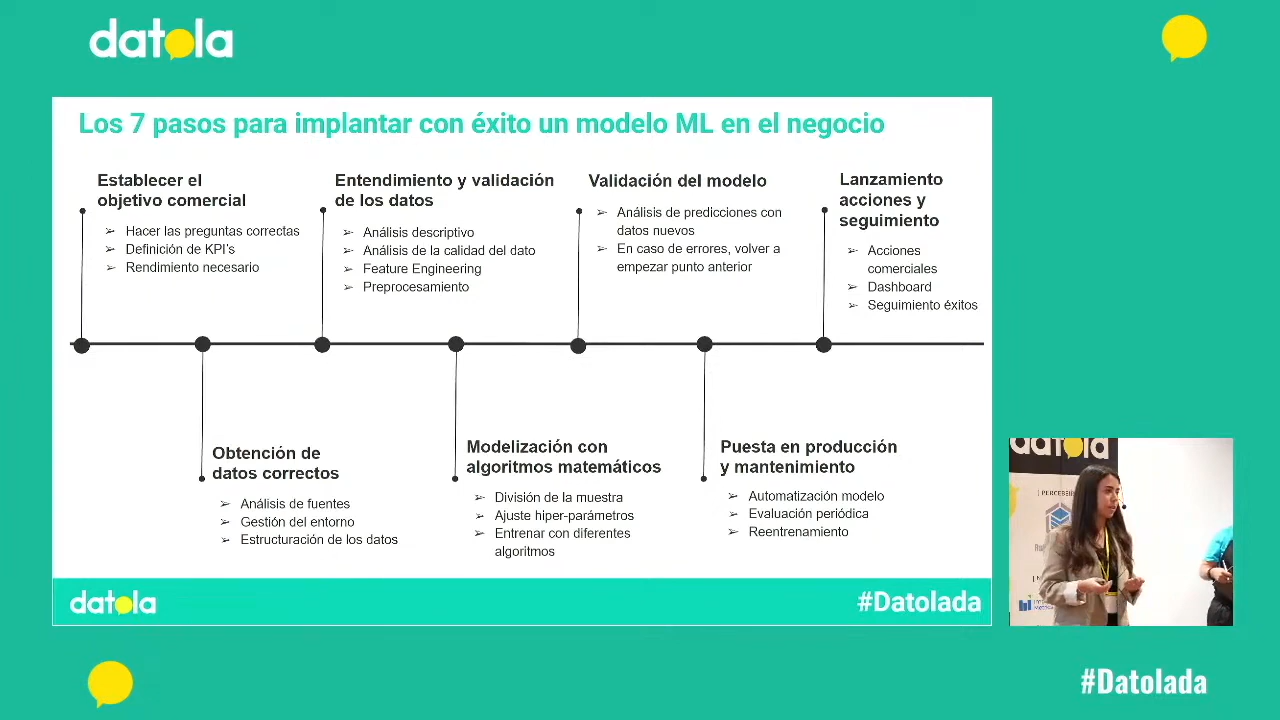 datola
Los 7 pasos para implantar con éxito un modelo ML en el negocio
Establecer el
objetivo comercial
➢ Hacer las preguntas correctas
➢ Definición de KPI's
➢ Rendimiento necesario
Obtención de
datos correctos
➢ Análisis de fuentes
➢ Gestión del entorno
➢ Estructuración de los datos
Entendimiento y validación
de los datos
➢ Análisis descriptivo
➢ Análisis de la calidad del dato
➢ Feature Engineering
➢ Preprocesamiento
Modelización con
algoritmos matemáticos
➢ División de la muestra
➢ Ajuste hiper-parámetros
➢ Entrenar con diferentes
algoritmos
Validación del modelo
➢ Análisis de predicciones con
datos nuevos
➢ En caso de errores, volver a
empezar punto anterior
Puesta en producción
y mantenimiento
➢ Automatización modelo
➢ Evaluación periódica
➢ Reentrenamiento
Lanzamiento
acciones y
seguimiento
➢ Acciones
comerciales
➢ Dashboard
➢ Seguimiento éxitos
datola
#Datolada
datola
#Datolada